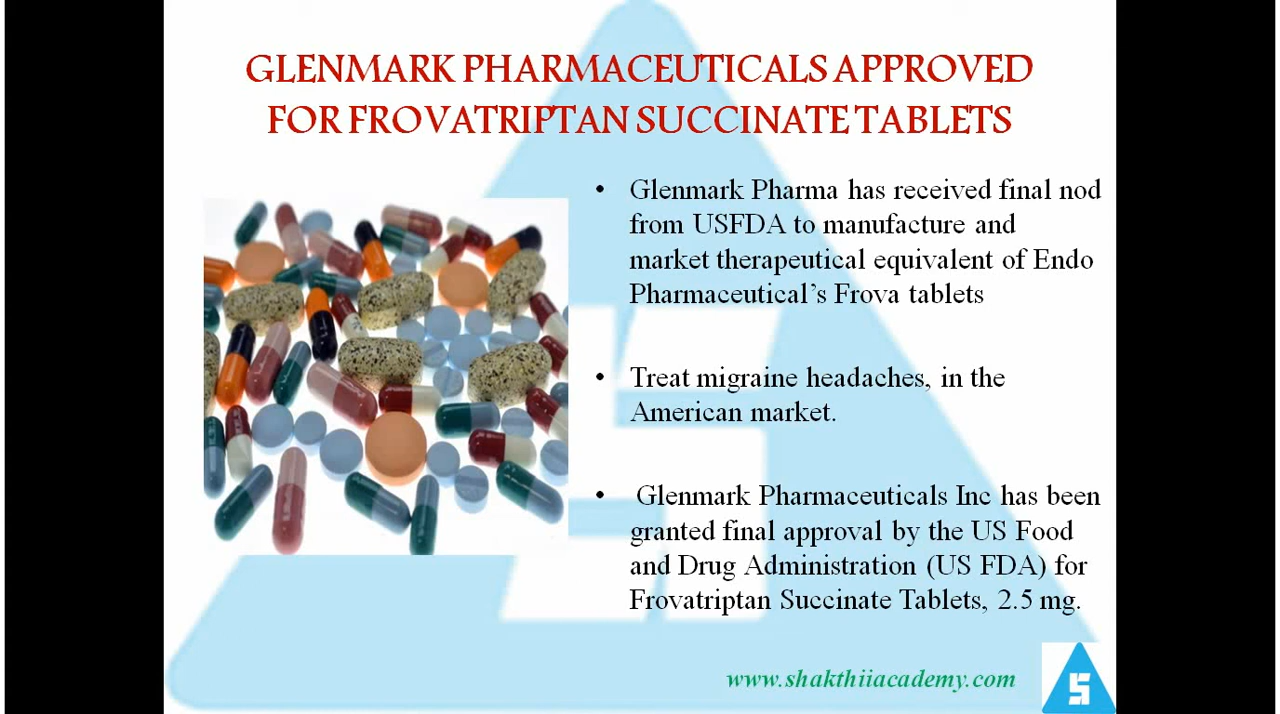 GLENMARK PHARMACEUTICALS APPROVED
FOR FROVATRIPTAN SUCCINATE TABLETS
• Glenmark Pharma has received final nod
from USFDA to manufacture and
market therapeutical equivalent of Endo
Pharmaceutical's Frova tablets
• Treat migraine headaches, in the
American market.
• Glenmark Pharmaceuticals Inc has been
granted final approval by the US Food
and Drug Administration (US FDA) for
Frovatriptan Succinate Tablets, 2.5 mg.
www.shakthiiacademy.com
S